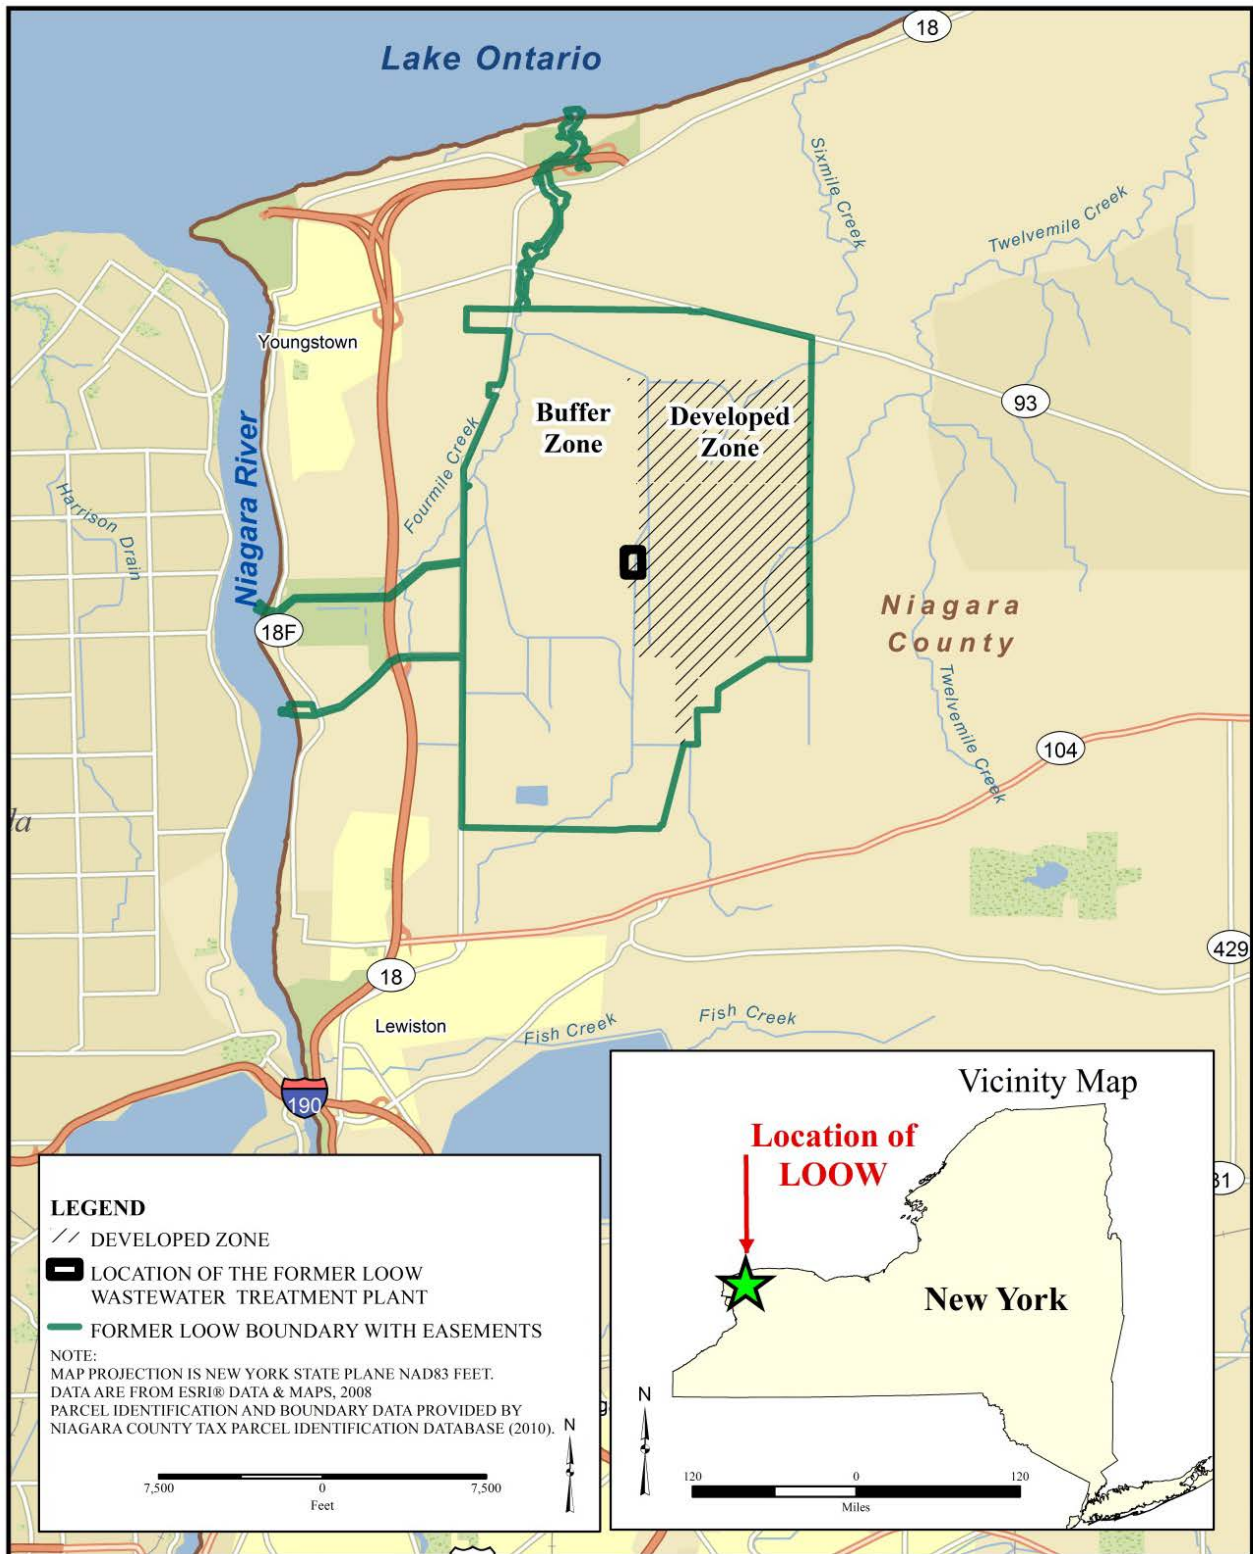 18
Lake Ontario
Sixmile Creek
Twelvemile Creek
Youngstown
93
Buffer
Zone
Developed
Zone
Niagara River
Fourmile Creek
Harrison Drain
18F
Niagara
County
Twelvemile Creek
104
la
429
18
Lewiston
Fish Creek
Fish Creek
190
Vicinity Map
Location of
LOOW
New York
N
120 0 120
Miles
31
LEGEND
DEVELOPED ZONE
LOCATION OF THE FORMER LOOW
WASTEWATER TREATMENT PLANT
FORMER LOOW BOUNDARY WITH EASEMENTS
NOTE:
MAP PROJECTION IS NEW YORK STATE PLANE NAD83 FEET.
DATA ARE FROM ESRI® DATA & MAPS, 2008
PARCEL IDENTIFICATION AND BOUNDARY DATA PROVIDED BY
NIAGARA COUNTY TAX PARCEL IDENTIFICATION DATABASE (2010).
N
7,500 0 7,500
Feet